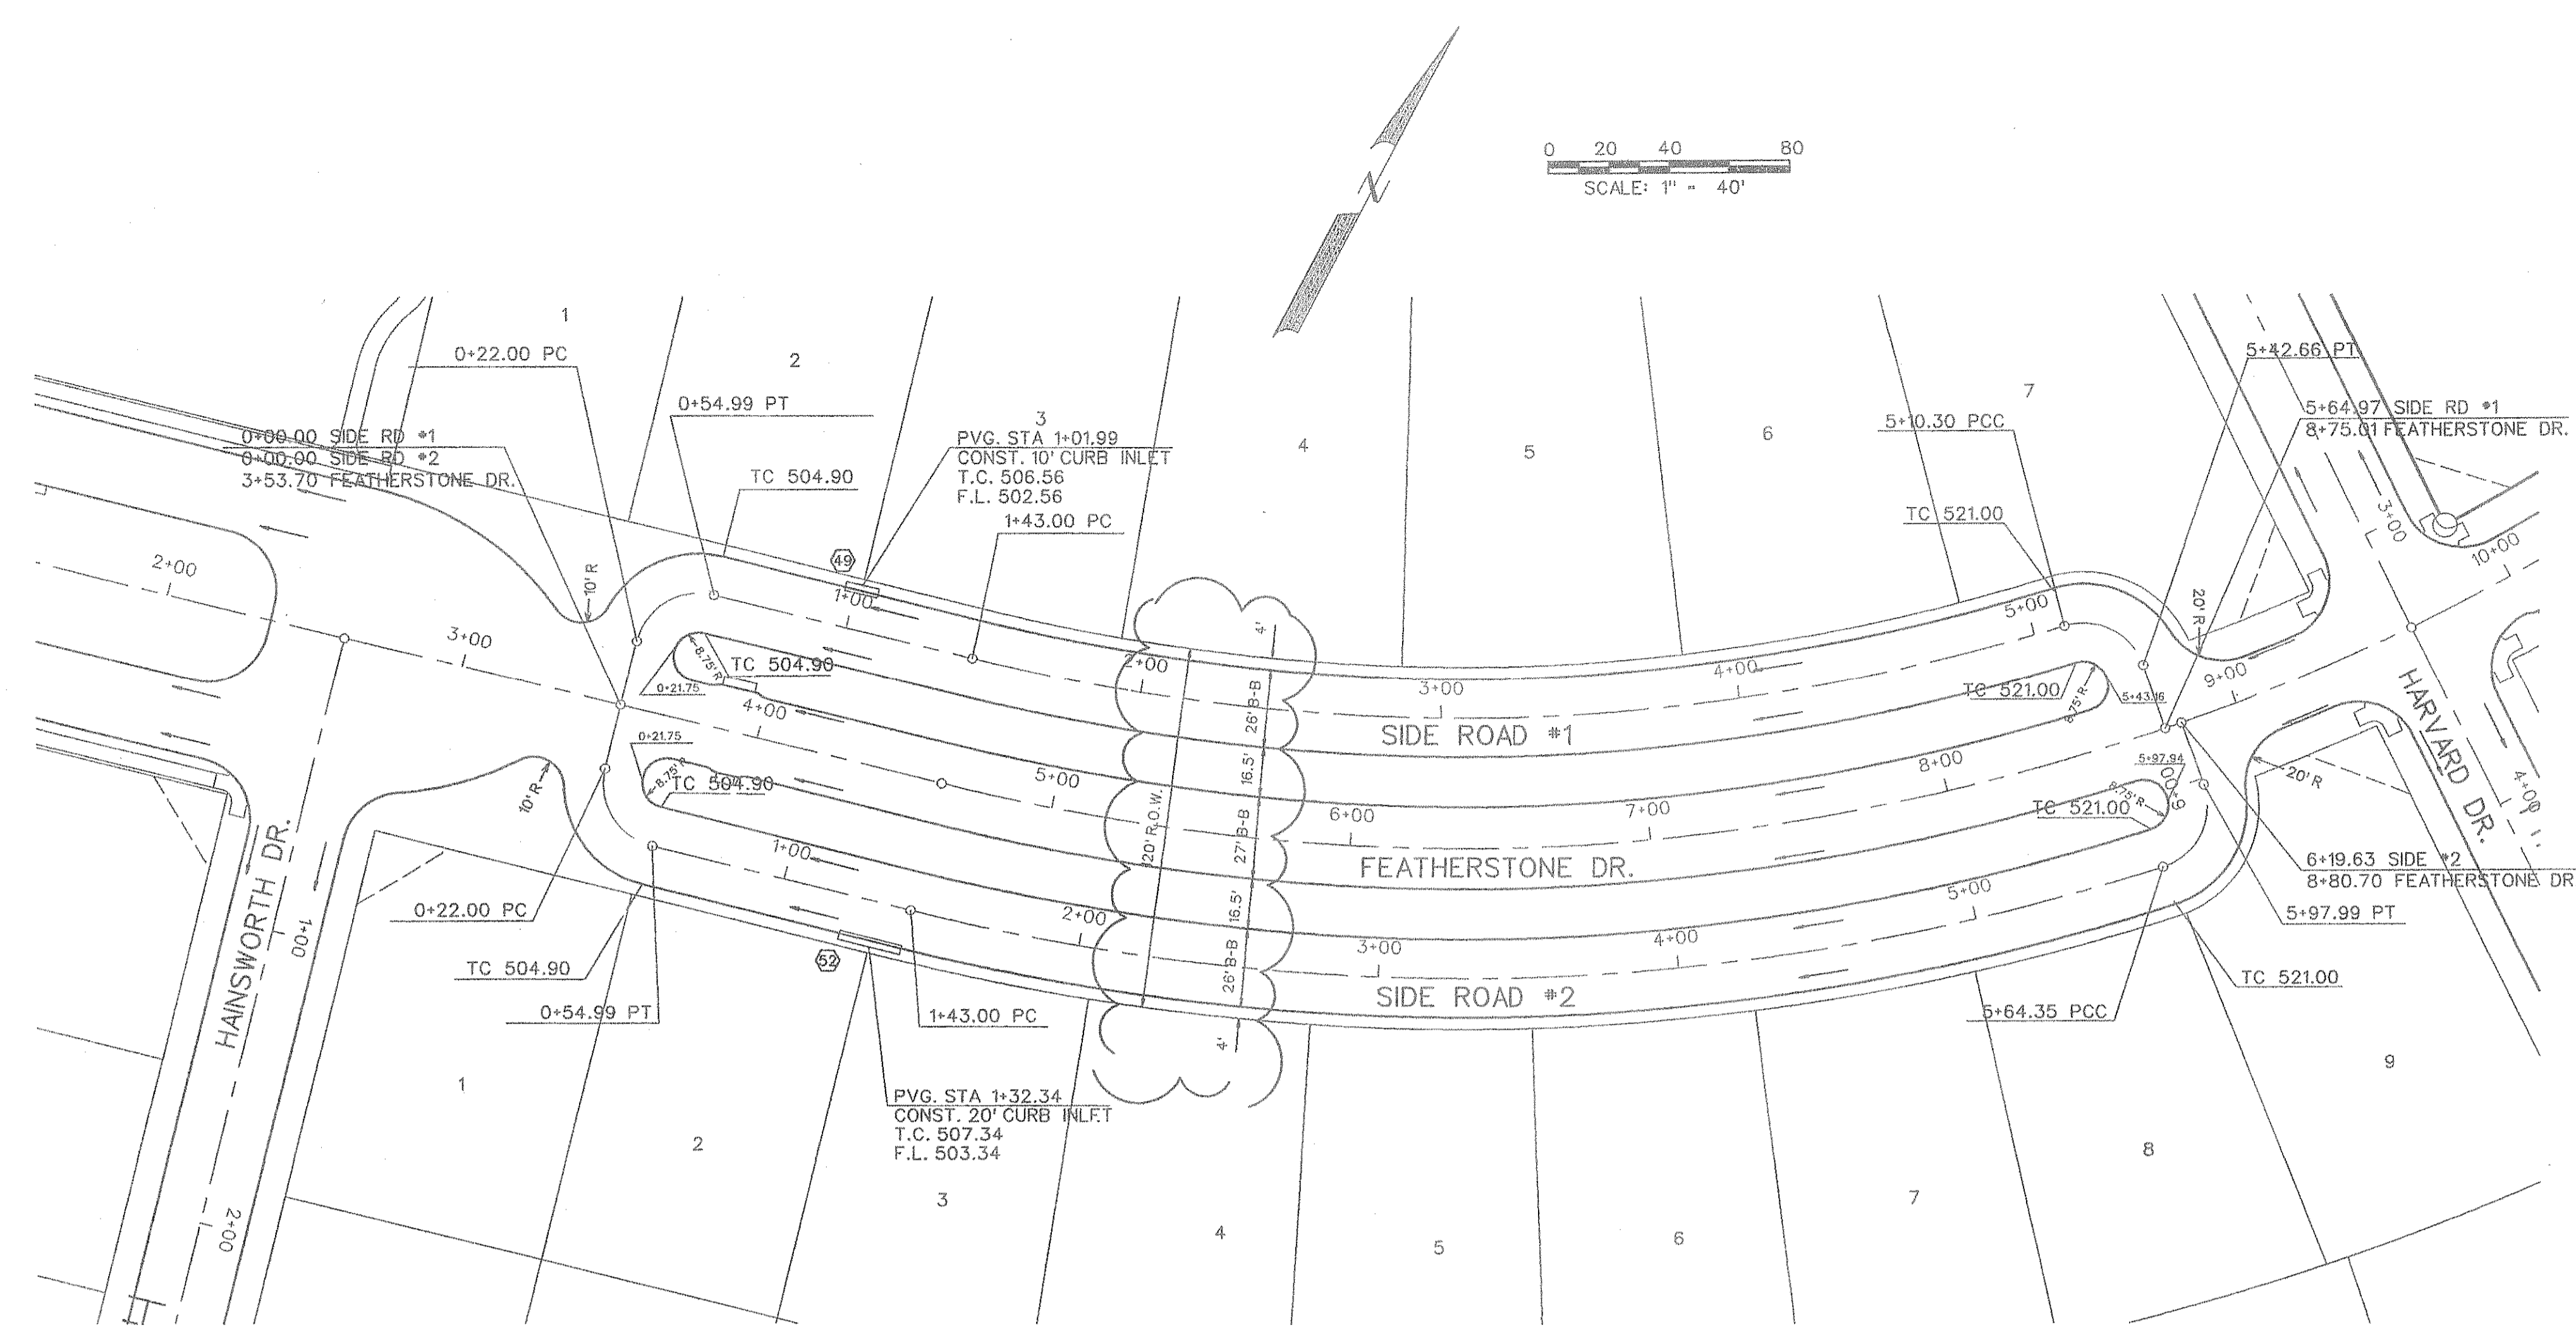 N
0 20 40 80
SCALE: 1" = 40'
1
2
3
4
5
6
7
0+22.00 PC
0+54.99 PT
0+00.00 SIDE RD #1
0+00.00 SIDE RD #2
3+53.70 FEATHERSTONE DR.
TC 504.90
PVG. STA 1+01.99
CONST. 10' CURB INLET
T.C. 506.56
F.L. 502.56
1+43.00 PC
49
5+42.66 PT
5+64.97 SIDE RD #1
8+75.01 FEATHERSTONE DR.
5+10.30 PCC
TC 521.00
10' R
20' R
2+00
3+00
1+00
2+00
3+00
4+00
5+00
9+00
3+00
10+00
8.75' R
TC 504.90
0+21.75
4+00
TC 521.00
8.75' R
5+43.16
SIDE ROAD #1
4'
26' B-B
16.5'
27' B-B
16.5'
26' B-B
4'
120' R.O.W.
0+21.75
8.75' R
TC 504.90
10' R
5+00
6+00
7+00
8+00
FEATHERSTONE DR.
5+97.94
6+00
8.75' R
TC 521.00
20' R
HARVARD DR.
4+00
6+19.63 SIDE #2
8+80.70 FEATHERSTONE DR
5+97.99 PT
HAINSWORTH DR.
1+00
2+00
0+22.00 PC
TC 504.90
0+54.99 PT
1+00
2+00
3+00
4+00
5+00
SIDE ROAD #2
52
1+43.00 PC
5+64.35 PCC
TC 521.00
PVG. STA 1+32.34
CONST. 20' CURB INLET
T.C. 507.34
F.L. 503.34
1
2
3
4
5
6
7
8
9